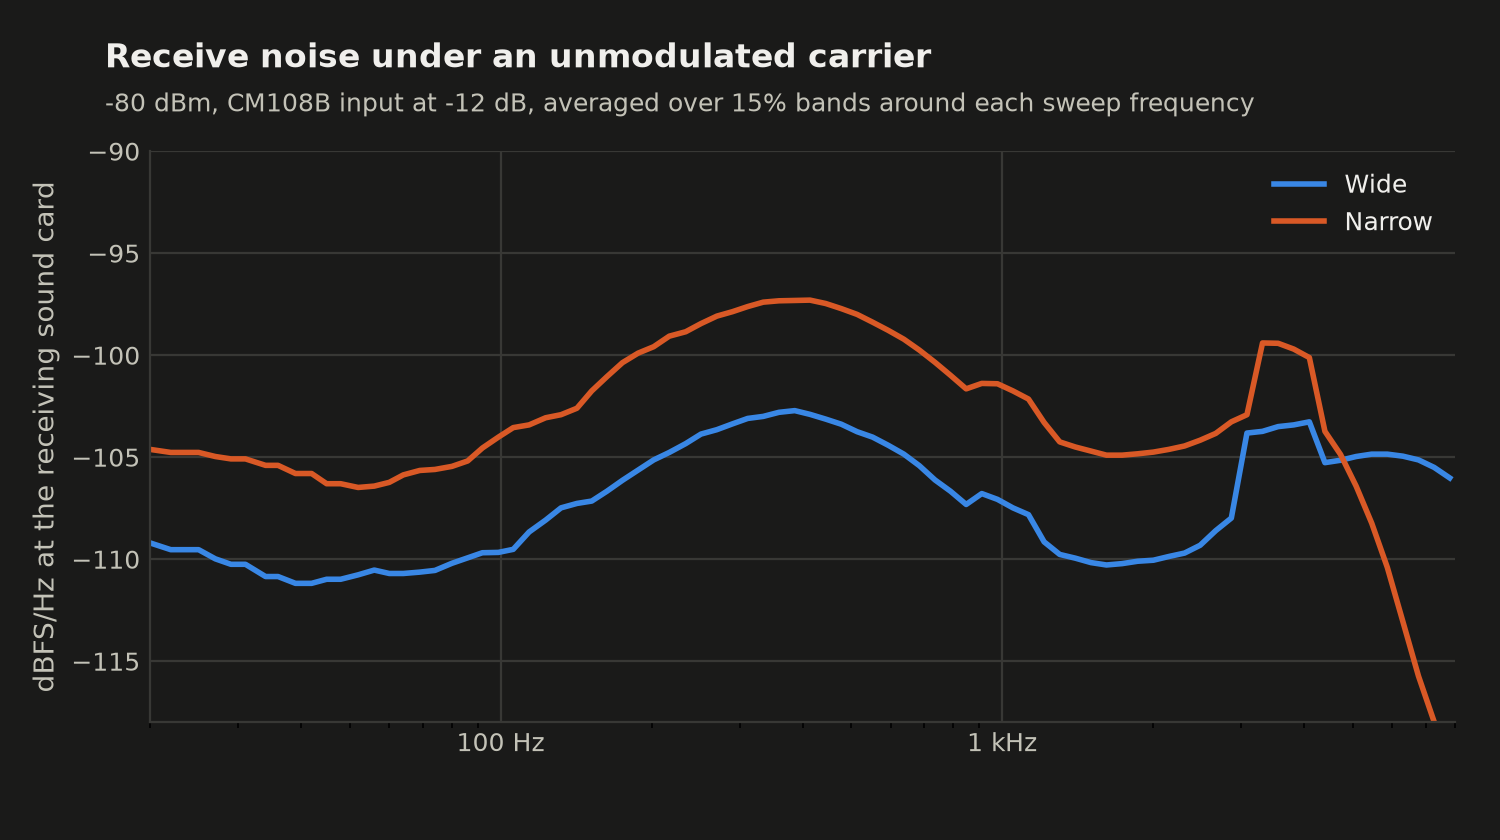 Receive noise under an unmodulated carrier
-80 dBm, CM108B input at -12 dB, averaged over 15% bands around each sweep frequency
dBFS/Hz at the receiving sound card
−90
−95
−100
−105
−110
−115
Wide
Narrow
100 Hz
1 kHz